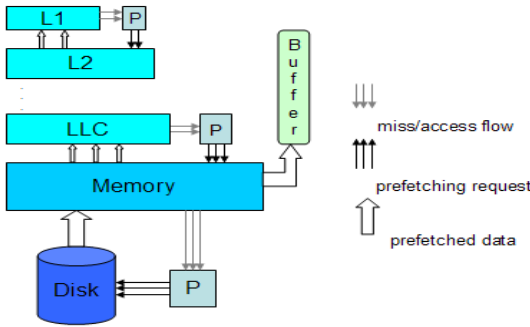 L1
P
L2
Buffer
LLC
P
miss/access flow
Memory
prefetching request
prefetched data
Disk
P